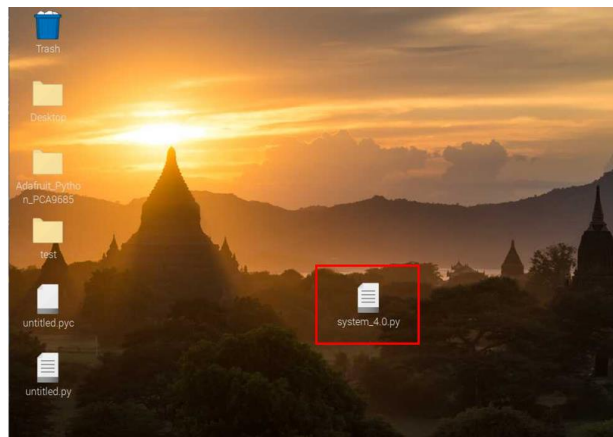 Trash
Desktop
Adafruit_Pytho
n_PCA9685
test
untitled.pyc
untitled.py
system_4.0.py